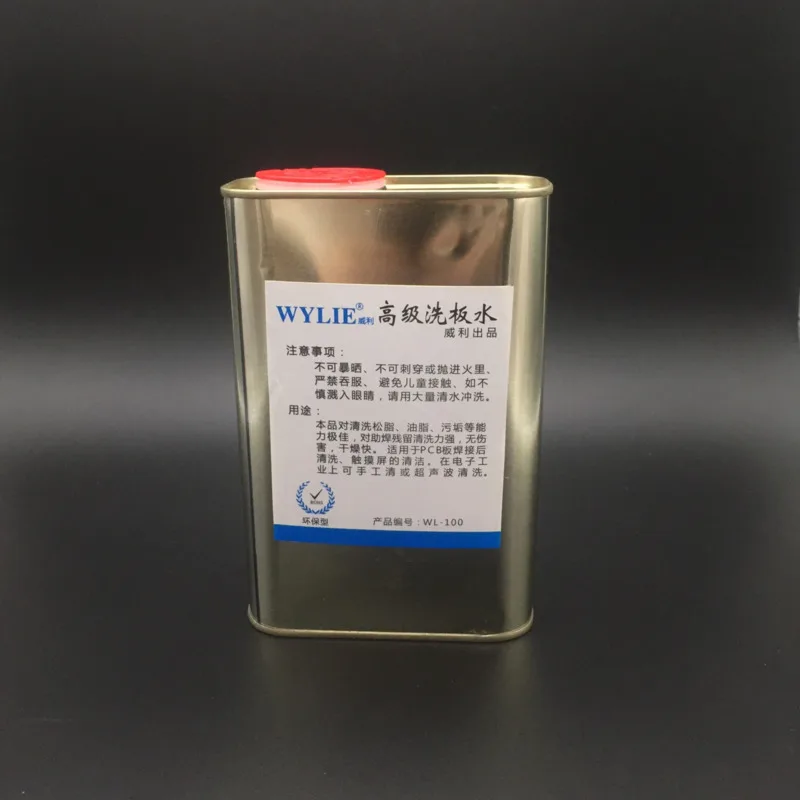 WYLIE®威利 高级洗板水
威利出品
注意事项：
不可暴晒、不可刺穿或抛进火里、
严禁吞服、避免儿童接触、如不
慎溅入眼睛，请用大量清水冲洗。
用途：
本品对清洗松脂、油脂、污垢等能
力极佳，对助焊残留清洗力强，无伤
害，干燥快。适用于PCB板焊接后
清洗、触摸屏的清洁。在电子工
业上可手工清或超声波清洗。
环保型 产品编号：WL-100